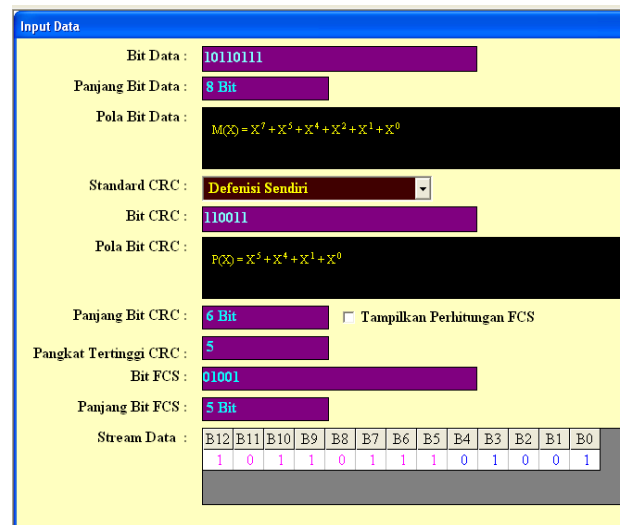 Input Data
Bit Data : 10110111
Panjang Bit Data : 8 Bit
Pola Bit Data : M(X) = X⁷ + X⁵ + X⁴ + X² + X¹ + X⁰
Standard CRC : Defenisi Sendiri
Bit CRC : 110011
Pola Bit CRC : P(X) = X⁵ + X⁴ + X¹ + X⁰
Panjang Bit CRC : 6 Bit Tampilkan Perhitungan FCS
Pangkat Tertinggi CRC : 5
Bit FCS : 01001
Panjang Bit FCS : 5 Bit
Stream Data : B12 B11 B10 B9 B8 B7 B6 B5 B4 B3 B2 B1 B0
1 0 1 1 0 1 1 1 0 1 0 0 1